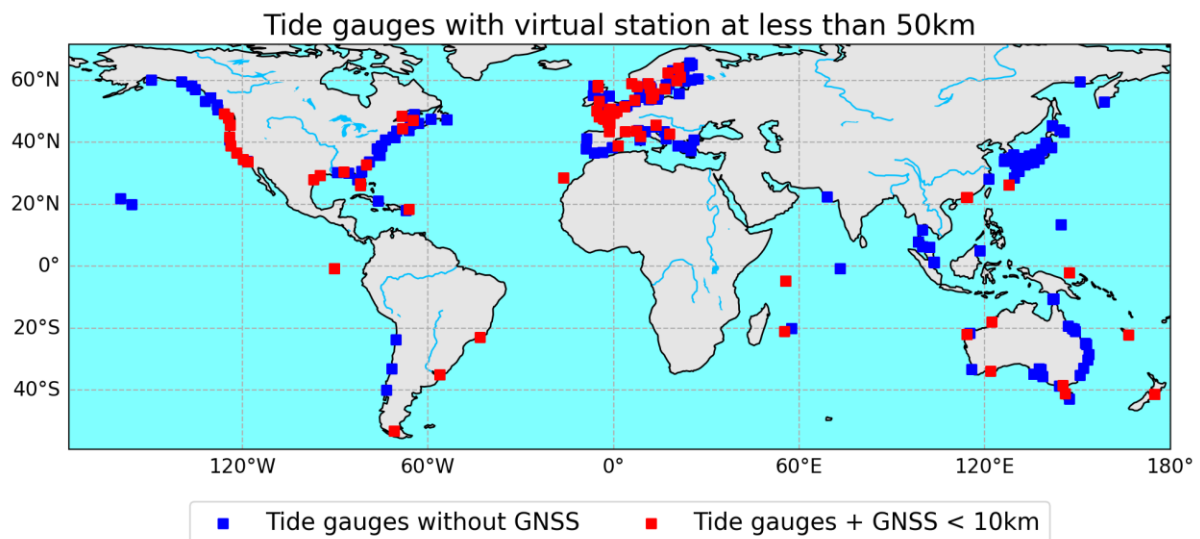 Tide gauges with virtual station at less than 50km
60°N
40°N
20°N
0°
20°S
40°S
120°W 60°W 0° 60°E 120°E 180°
Tide gauges without GNSS Tide gauges + GNSS < 10km